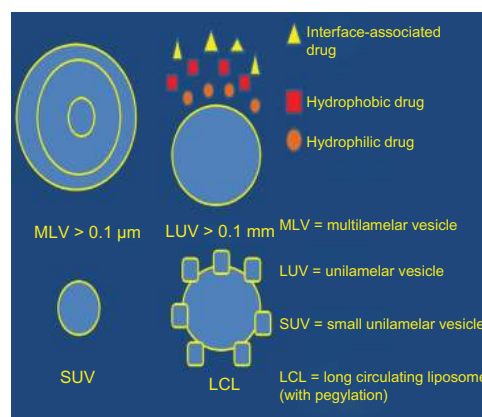 Interface-associated
drug
Hydrophobic drug
Hydrophilic drug
MLV > 0.1 µm
LUV > 0.1 mm
MLV = multilamelar vesicle
LUV = unilamelar vesicle
SUV = small unilamelar vesicle
SUV
LCL
LCL = long circulating liposome
(with pegylation)